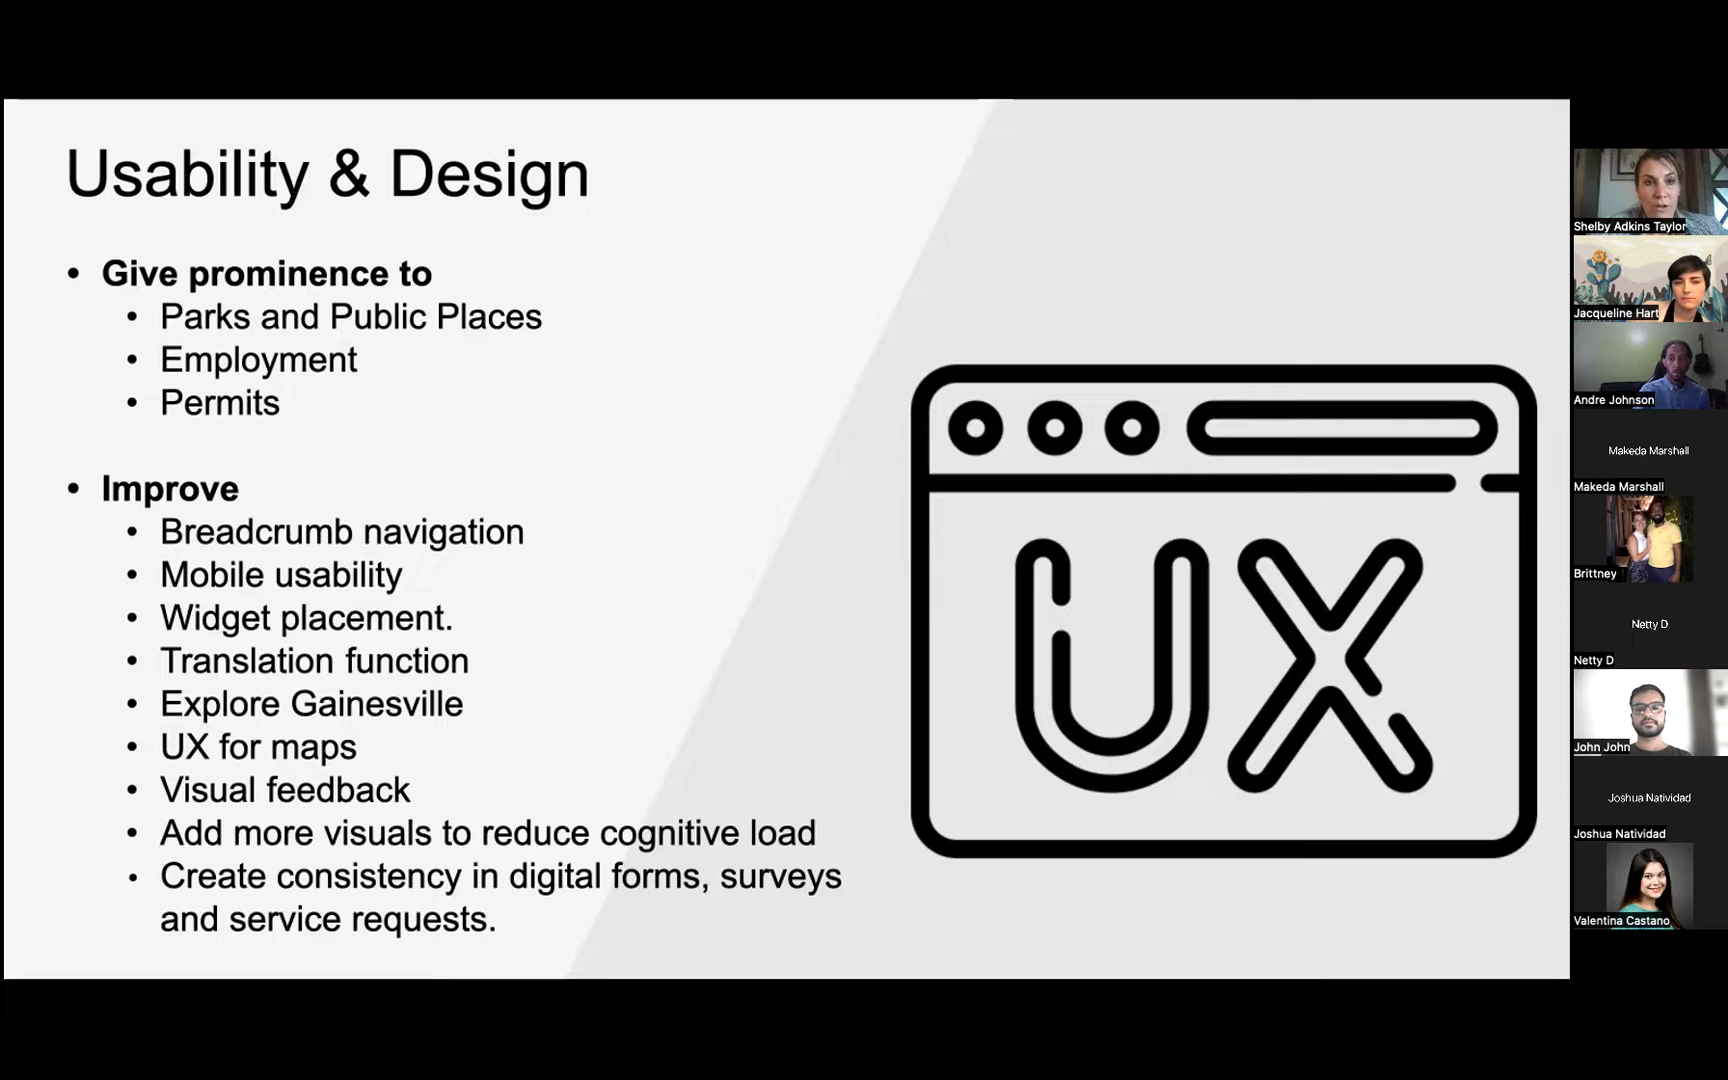 Usability & Design
• Give prominence to
• Parks and Public Places
• Employment
• Permits
• Improve
• Breadcrumb navigation
• Mobile usability
• Widget placement.
• Translation function
• Explore Gainesville
• UX for maps
• Visual feedback
• Add more visuals to reduce cognitive load
• Create consistency in digital forms, surveys
and service requests.
UX
Shelby Adkins Taylor
Jacqueline Hart
Andre Johnson
Makeda Marshall
Makeda Marshall
Brittney
Netty D
Netty D
John John
Joshua Natividad
Joshua Natividad
Valentina Castano